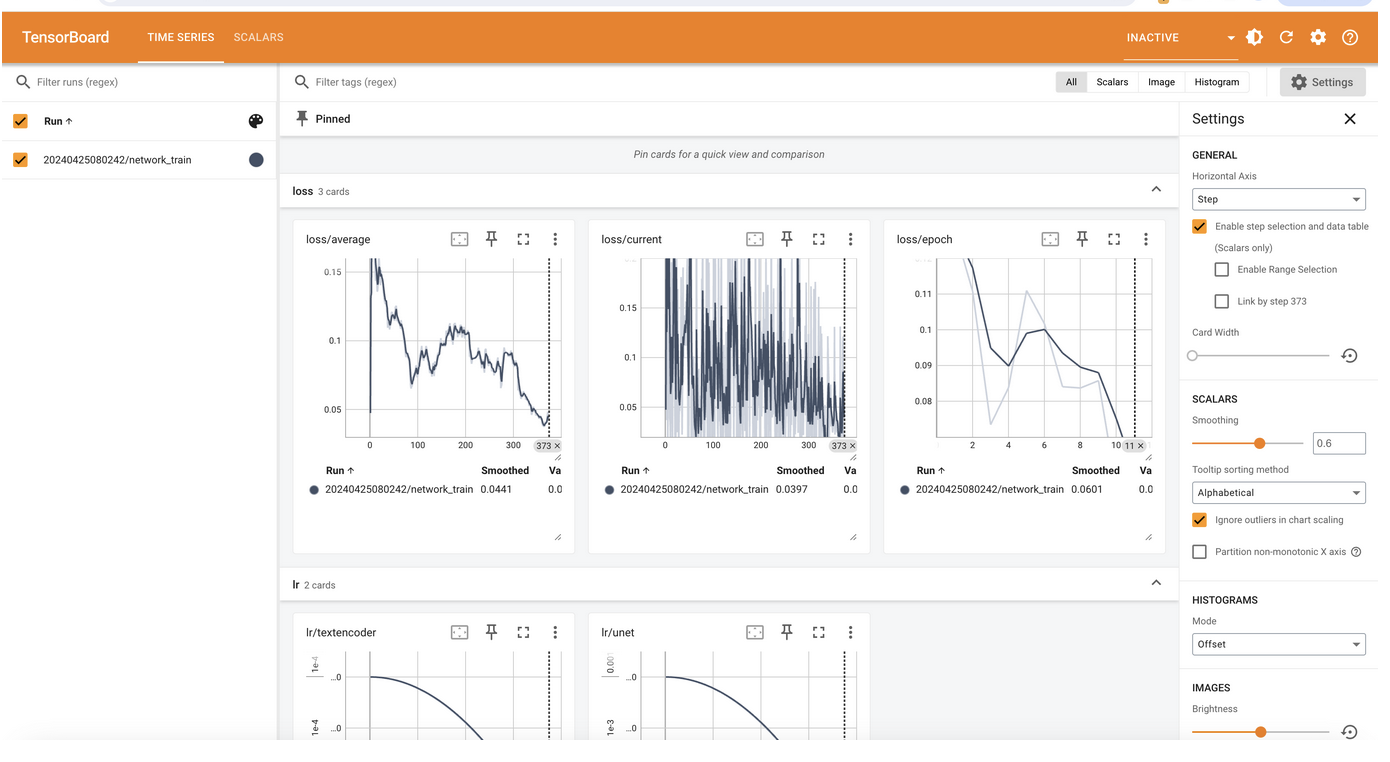 TensorBoard TIME SERIES SCALARS INACTIVE
Filter runs (regex)
Run
20240425080242/network_train
Filter tags (regex) All Scalars Image Histogram Settings
Pinned
Pin cards for a quick view and comparison
loss 3 cards
loss/average
0.15
0.1
0.05
0 100 200 300 373 ×
Run Smoothed Va
20240425080242/network_train 0.0441 0.0
loss/current
0.15
0.1
0.05
0 100 200 300 373 ×
Run Smoothed Va
20240425080242/network_train 0.0397 0.0
loss/epoch
0.11
0.1
0.09
0.08
2 4 6 8 10 11 ×
Run Smoothed Va
20240425080242/network_train 0.0601 0.0
lr 2 cards
lr/textencoder
1e-4
...0
1e-4
...0
lr/unet
0.001
...0
1e-3
...0
Settings
GENERAL
Horizontal Axis
Step
Enable step selection and data table
(Scalars only)
Enable Range Selection
Link by step 373
Card Width
SCALARS
Smoothing
0.6
Tooltip sorting method
Alphabetical
Ignore outliers in chart scaling
Partition non-monotonic X axis
HISTOGRAMS
Mode
Offset
IMAGES
Brightness